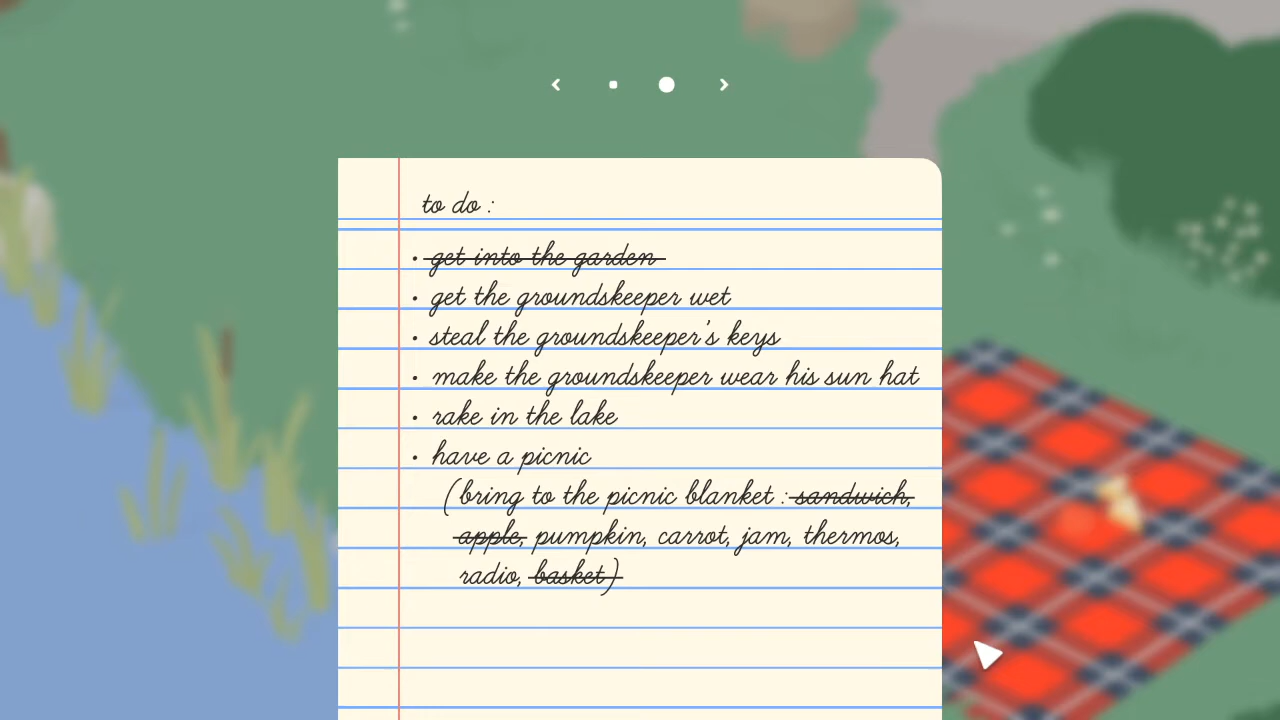 to do :
• get into the garden
• get the groundskeeper wet
• steal the groundskeeper's keys
• make the groundskeeper wear his sun hat
• rake in the lake
• have a picnic
(bring to the picnic blanket : sandwich,
apple, pumpkin, carrot, jam, thermos,
radio, basket)